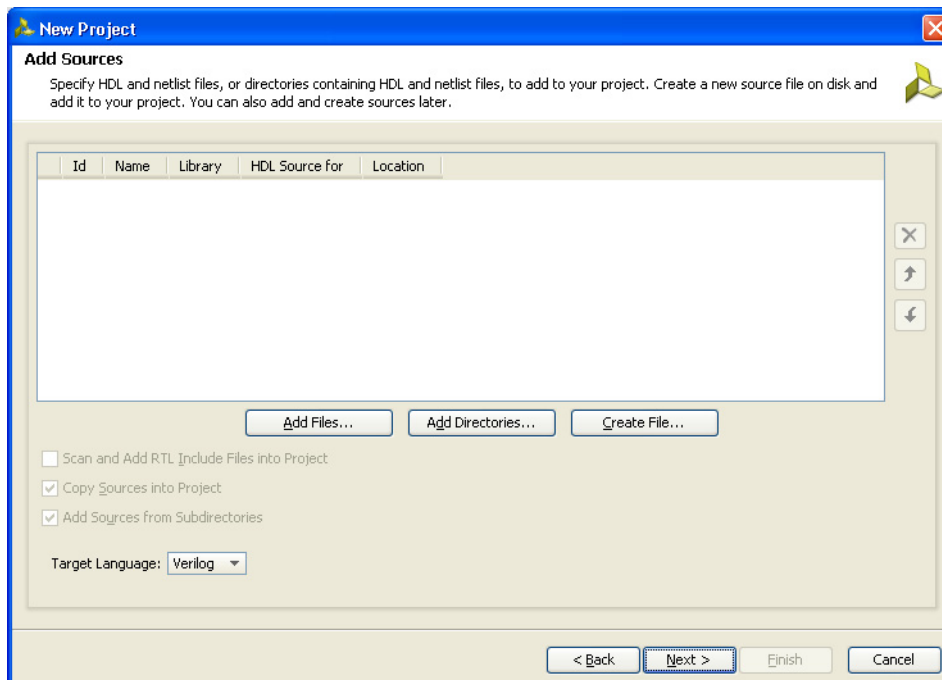 New Project
Add Sources
Specify HDL and netlist files, or directories containing HDL and netlist files, to add to your project. Create a new source file on disk and
add it to your project. You can also add and create sources later.
Id Name Library HDL Source for Location
Add Files... Add Directories... Create File...
Scan and Add RTL Include Files into Project
Copy Sources into Project
Add Sources from Subdirectories
Target Language: Verilog
< Back Next > Finish Cancel